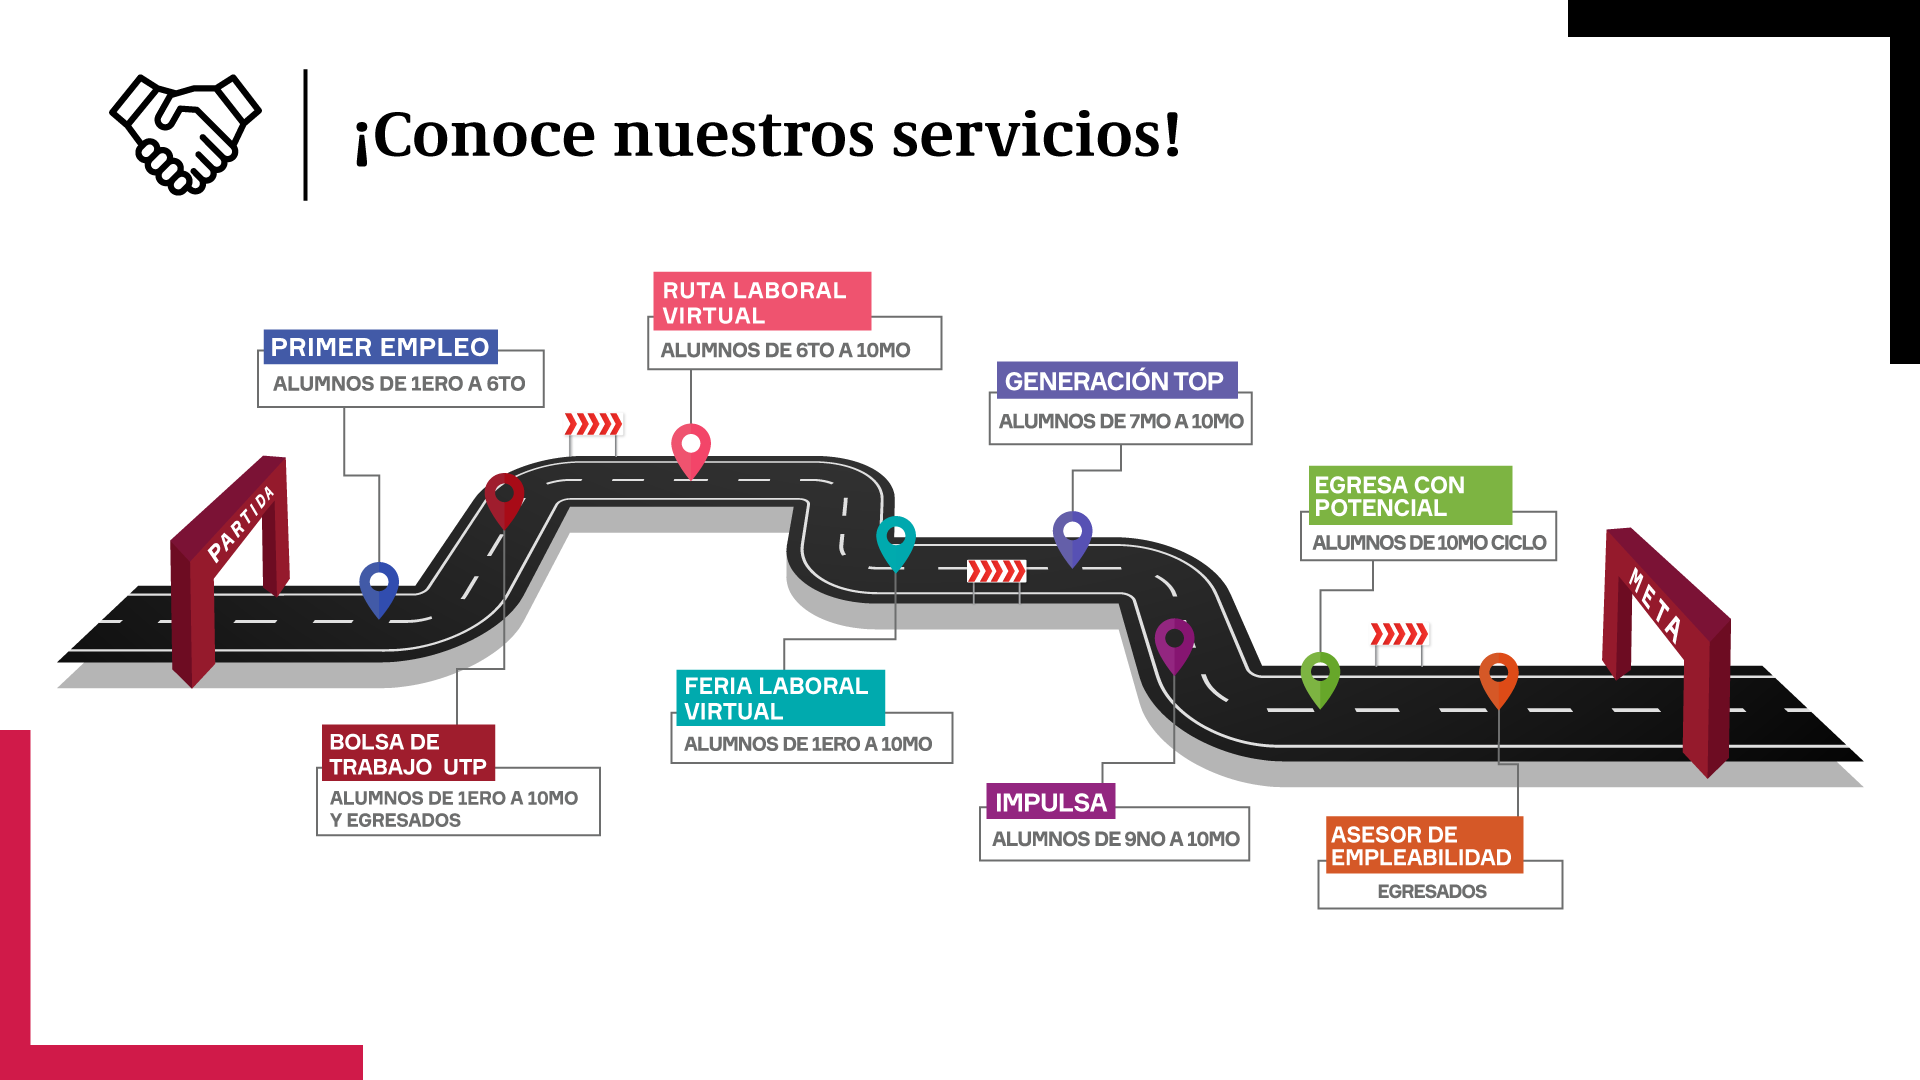 ¡Conoce nuestros servicios!
PARTIDA
PRIMER EMPLEO
ALUMNOS DE 1ERO A 6TO
BOLSA DE
TRABAJO UTP
ALUMNOS DE 1ERO A 10MO
Y EGRESADOS
RUTA LABORAL
VIRTUAL
ALUMNOS DE 6TO A 10MO
FERIA LABORAL
VIRTUAL
ALUMNOS DE 1ERO A 10MO
GENERACIÓN TOP
ALUMNOS DE 7MO A 10MO
IMPULSA
ALUMNOS DE 9NO A 10MO
EGRESA CON
POTENCIAL
ALUMNOS DE 10MO CICLO
ASESOR DE
EMPLEABILIDAD
EGRESADOS
META